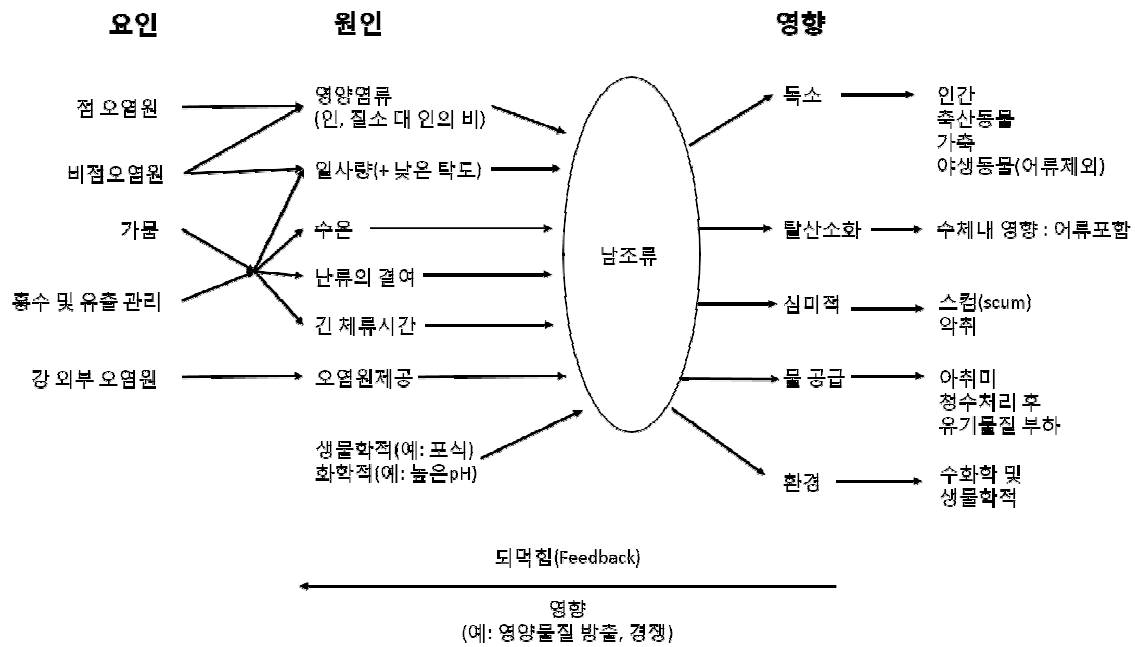 요인
원인
영향
점 오염원
비점오염원
가뭄
홍수 및 유출 관리
강 외부 오염원
영양염류
(인, 질소 대 인의 비)
일사량(+ 낮은 탁도)
수온
난류의 결여
긴 체류시간
오염원제공
생물학적(예: 포식)
화학적(예: 높은pH)
남조류
독소
탈산소화
심미적
물 공급
환경
인간
축산동물
가축
야생동물(어류제외)
수체내 영향 : 어류포함
스컴(scum)
악취
이취미
정수처리 후
유기물질 부하
수화학 및
생물학적
되먹힘(Feedback)
영향
(예: 영양물질 방출, 경쟁)